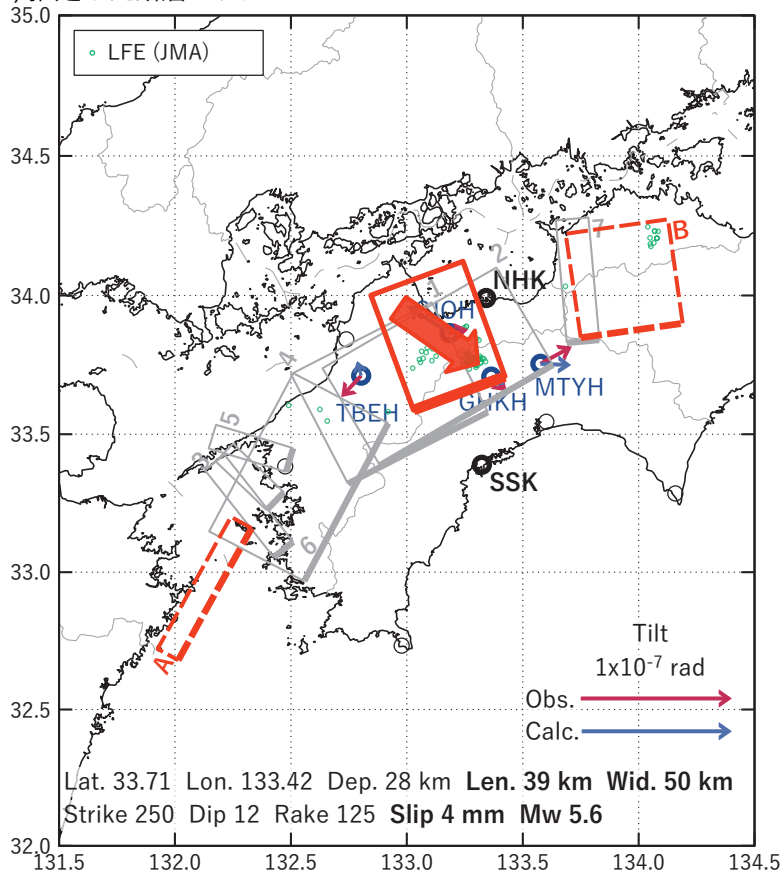 35.0
LFE (JMA)
34.5
34.0
33.5
33.0
32.5
32.0
131.5 132.0 132.5 133.0 133.5 134.0 134.5
7
B
2
1
NHK
4
MTYH
TBEH
GHKH
5
SSK
6
A
Tilt
1x10⁻⁷ rad
Obs.
Calc.
Lat. 33.71 Lon. 133.42 Dep. 28 km Len. 39 km Wid. 50 km
Strike 250 Dip 12 Rake 125 Slip 4 mm Mw 5.6